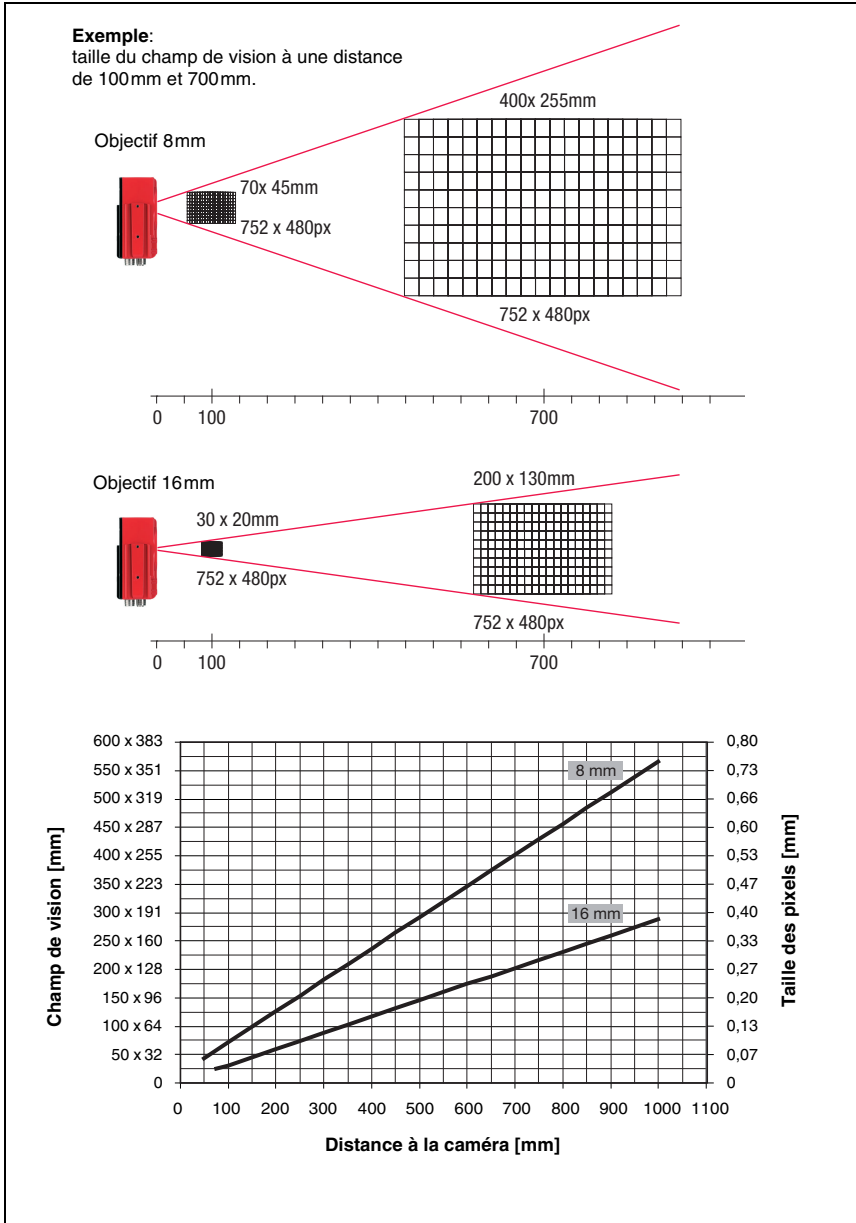 Exemple:
taille du champ de vision à une distance
de 100mm et 700mm.
400x 255mm
Objectif 8mm
70x 45mm
752 x 480px
752 x 480px
0 100 700
Objectif 16mm
200 x 130mm
30 x 20mm
752 x 480px
752 x 480px
0 100 700
600 x 383
550 x 351
500 x 319
450 x 287
400 x 255
350 x 223
300 x 191
250 x 160
200 x 128
150 x 96
100 x 64
50 x 32
0
Champ de vision [mm]
8 mm
16 mm
0,80
0,73
0,66
0,60
0,53
0,47
0,40
0,33
0,27
0,20
0,13
0,07
0
Taille des pixels [mm]
0 100 200 300 400 500 600 700 800 900 1000 1100
Distance à la caméra [mm]